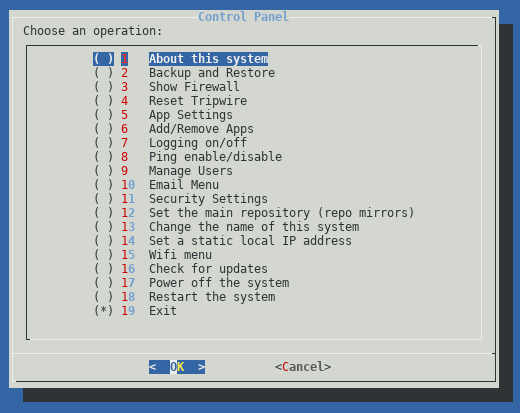 Control Panel
Choose an operation:
( ) 1 About this system
( ) 2 Backup and Restore
( ) 3 Show Firewall
( ) 4 Reset Tripwire
( ) 5 App Settings
( ) 6 Add/Remove Apps
( ) 7 Logging on/off
( ) 8 Ping enable/disable
( ) 9 Manage Users
( ) 10 Email Menu
( ) 11 Security Settings
( ) 12 Set the main repository (repo mirrors)
( ) 13 Change the name of this system
( ) 14 Set a static local IP address
( ) 15 Wifi menu
( ) 16 Check for updates
( ) 17 Power off the system
( ) 18 Restart the system
(*) 19 Exit
< OK > <Cancel>